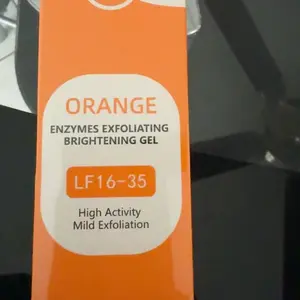 ORANGE
ENZYMES EXFOLIATING
BRIGHTENING GEL
LF16-35
High Activity
Mild Exfoliation